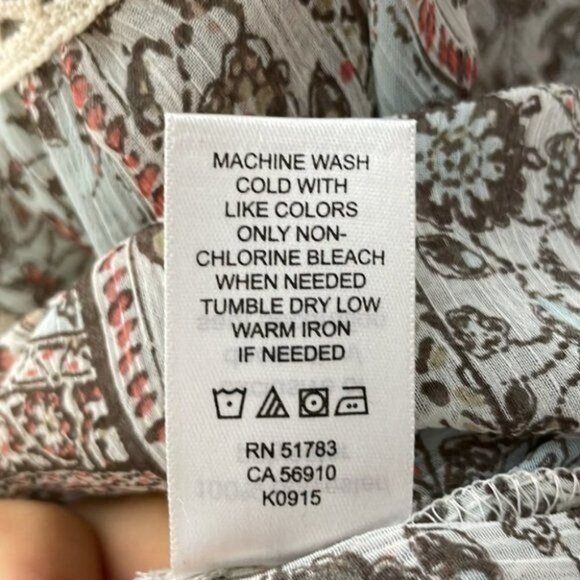 MACHINE WASH
COLD WITH
LIKE COLORS
ONLY NON-
CHLORINE BLEACH
WHEN NEEDED
TUMBLE DRY LOW
WARM IRON
IF NEEDED
RN 51783
CA 56910
K0915